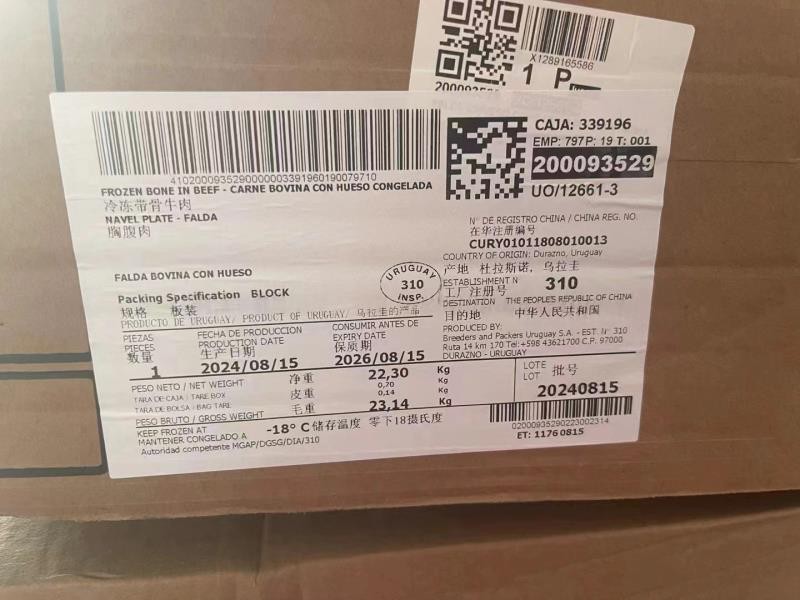 X1289165586
1 P
4102000935290000003391960190079710
CAJA: 339196
EMP: 797 P: 19 T: 001
200093529
UO/12661-3
FROZEN BONE IN BEEF - CARNE BOVINA CON HUESO CONGELADA
冷冻带骨牛肉
NAVEL PLATE - FALDA
胸腹肉
N° DE REGISTRO CHINA / CHINA REG. NO.
在华注册编号
CURY01011808010013
COUNTRY OF ORIGIN: Durazno, Uruguay
产地 杜拉斯诺, 乌拉圭
ESTABLISHMENT N 310
工厂注册号
DESTINATION THE PEOPLE'S REPUBLIC OF CHINA
目的地 中华人民共和国
PRODUCED BY:
Breeders and Packers Uruguay S.A. - EST. N° 310
Ruta 14 km 170 Tel:+598 43621700 C.P. 97000
DURAZNO - URUGUAY
FALDA BOVINA CON HUESO
URUGUAY
310
INSP.
Packing Specification BLOCK
规格 板装
PRODUCTO DE URUGUAY/ PRODUCT OF URUGUAY/ 乌拉圭的产品
PIEZAS
PIECES
数量
1
FECHA DE PRODUCCION
PRODUCTION DATE
生产日期
2024/08/15
CONSUMIR ANTES DE
EXPIRY DATE
保质期
2026/08/15
PESO NETO / NET WEIGHT 净重 22,30 Kg
TARA DE CAJA / TARE BOX 皮重 0,70 Kg
TARA DE BOLSA / BAG TARE 0,14 Kg
PESO BRUTO / GROSS WEIGHT 毛重 23,14 Kg
LOTE 批号
LOT
20240815
KEEP FROZEN AT
MANTENER CONGELADO A
-18° C 储存温度 零下18摄氏度
Autoridad competente MGAP/DGSG/DIA/310
02000935290223002314
ET: 1176 0815